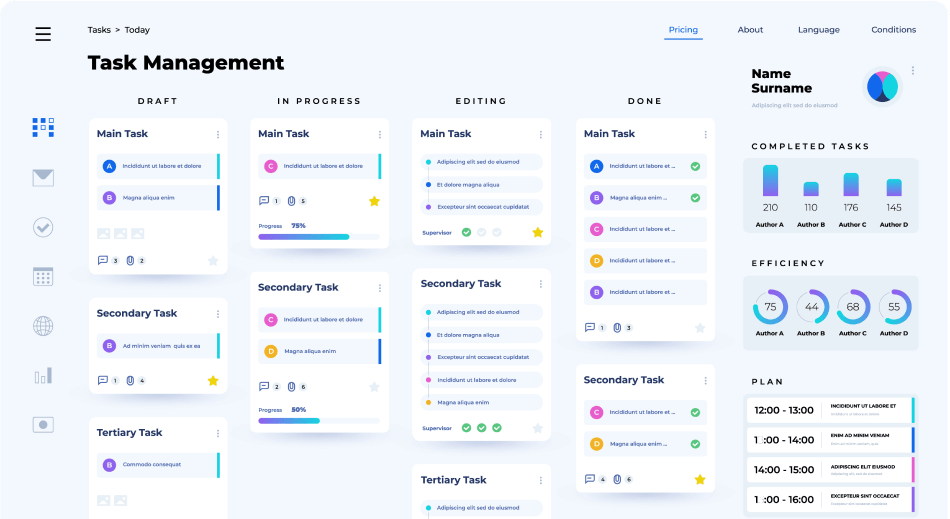 Tasks > Today
Pricing
About
Language
Conditions
Task Management
DRAFT
Main Task
A Incididunt ut labore et dolore
B Magna aliqua enim
3 2
Secondary Task
B Ad minim veniam quis ex ea
1 4
Tertiary Task
B Commodo consequat
IN PROGRESS
Main Task
C Incididunt ut labore et dolore
1 5
Progress 75%
Secondary Task
C Incididunt ut labore et dolore
D Magna aliqua enim
2 6
Progress 50%
EDITING
Main Task
Adipiscing elit sed do eiusmod
Et dolore magna aliqua
Excepteur sint occaecat cupidatat
Supervisor
Secondary Task
Adipiscing elit sed do eiusmod
Et dolore magna aliqua
Excepteur sint occaecat cupidatat
Incididunt ut labore et dolore
Magna aliqua enim
Supervisor
Tertiary Task
Adipiscing elit sed do eiusmod
DONE
Main Task
A Incididunt ut labore et ...
B Magna aliqua enim ...
C Incididunt ut labore et ...
D Incididunt ut labore et ...
B Incididunt ut labore et ...
1 3
Secondary Task
C Incididunt ut labore et ...
D Magna aliqua enim ...
4 6
Name
Surname
Adipiscing elit sed do eiusmod
COMPLETED TASKS
210 110 176 145
Author A Author B Author C Author D
EFFICIENCY
75 44 68 55
Author A Author B Author C Author D
PLAN
12:00 - 13:00 INCIDIDUNT UT LABORE ET
1 :00 - 14:00 ENIM AD MINIM VENIAM
14:00 - 15:00 ADIPISCING ELIT EIUSMOD
1 :00 - 16:00 EXCEPTEUR SINT OCCAECAT